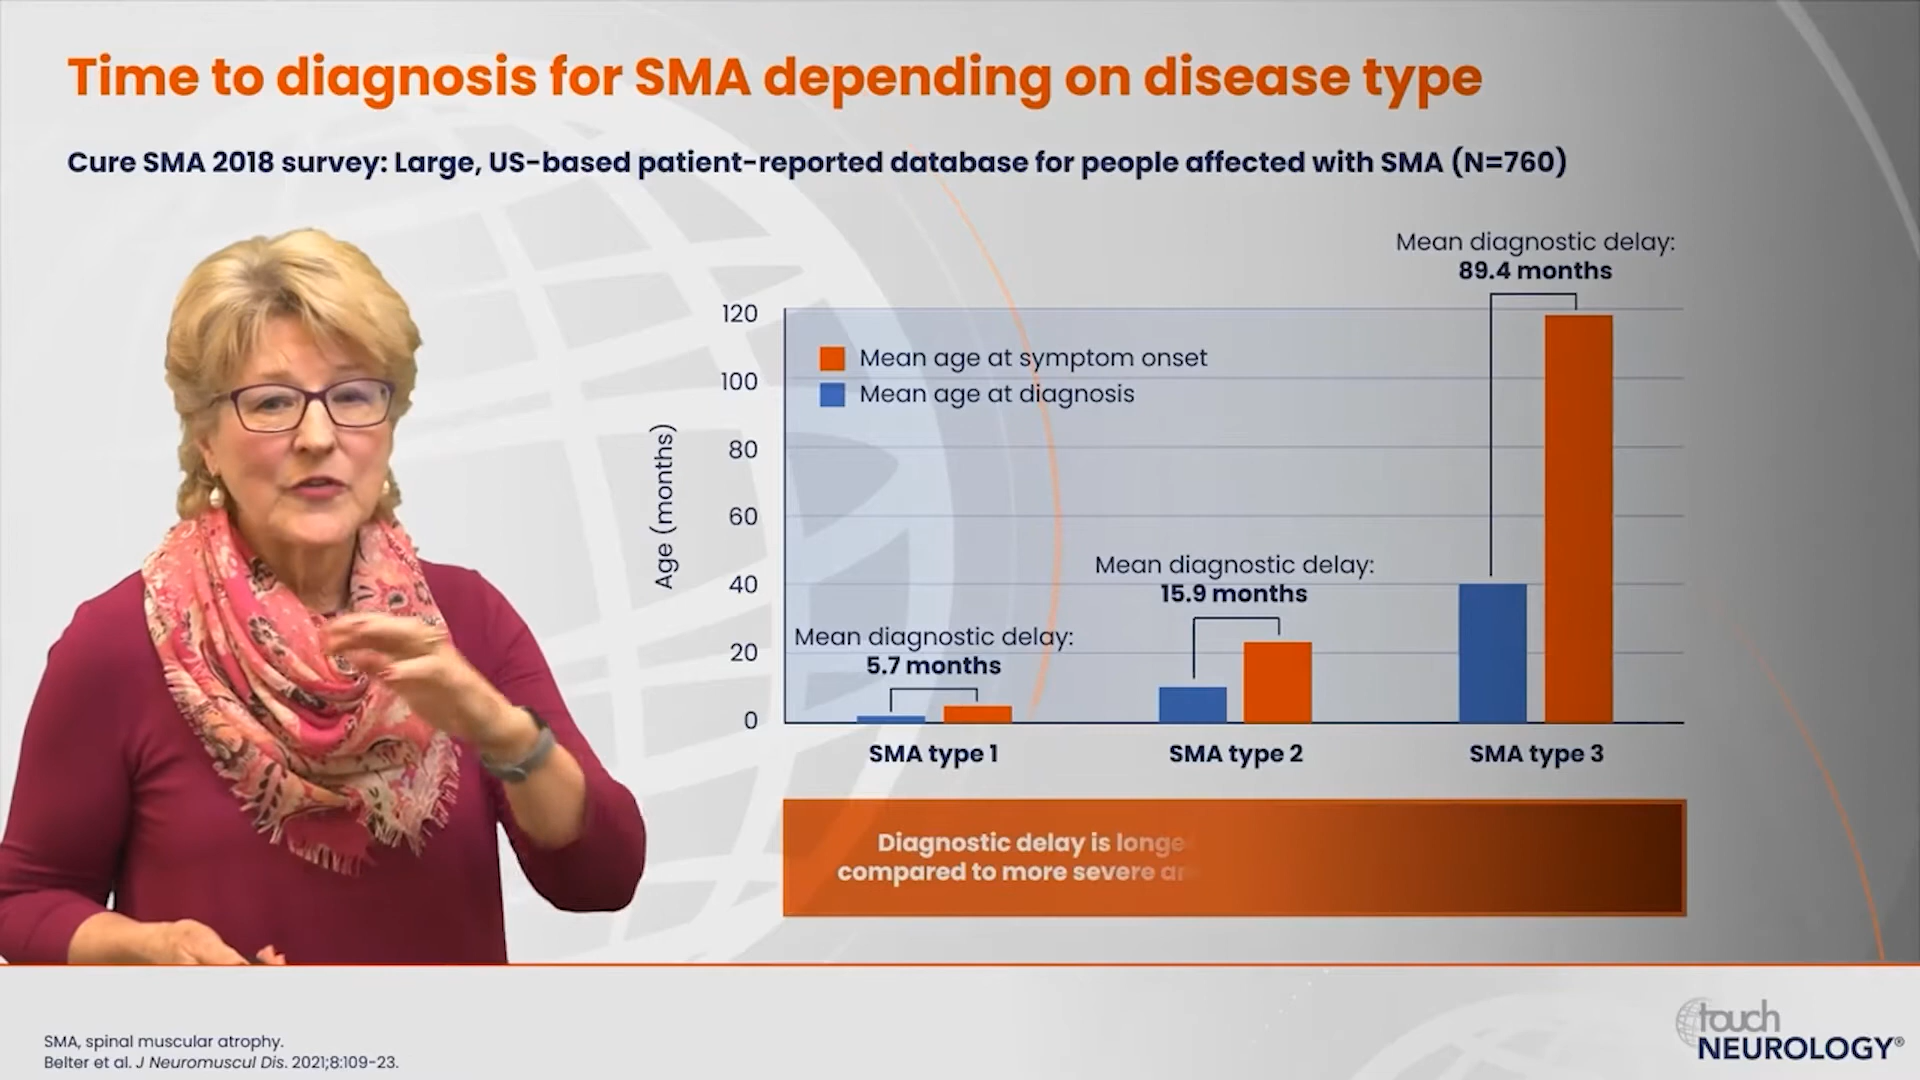 Time to diagnosis for SMA depending on disease type
Cure SMA 2018 survey: Large, US-based patient-reported database for people affected with SMA (N=760)
Mean diagnostic delay:
89.4 months
120
100
80
60
40
20
0
Age (months)
Mean age at symptom onset
Mean age at diagnosis
Mean diagnostic delay:
15.9 months
Mean diagnostic delay:
5.7 months
SMA type 1
SMA type 2
SMA type 3
Diagnostic delay is longe
compared to more severe
SMA, spinal muscular atrophy.
Belter et al. J Neuromuscul Dis. 2021;8:109-23.
touch
NEUROLOGY®